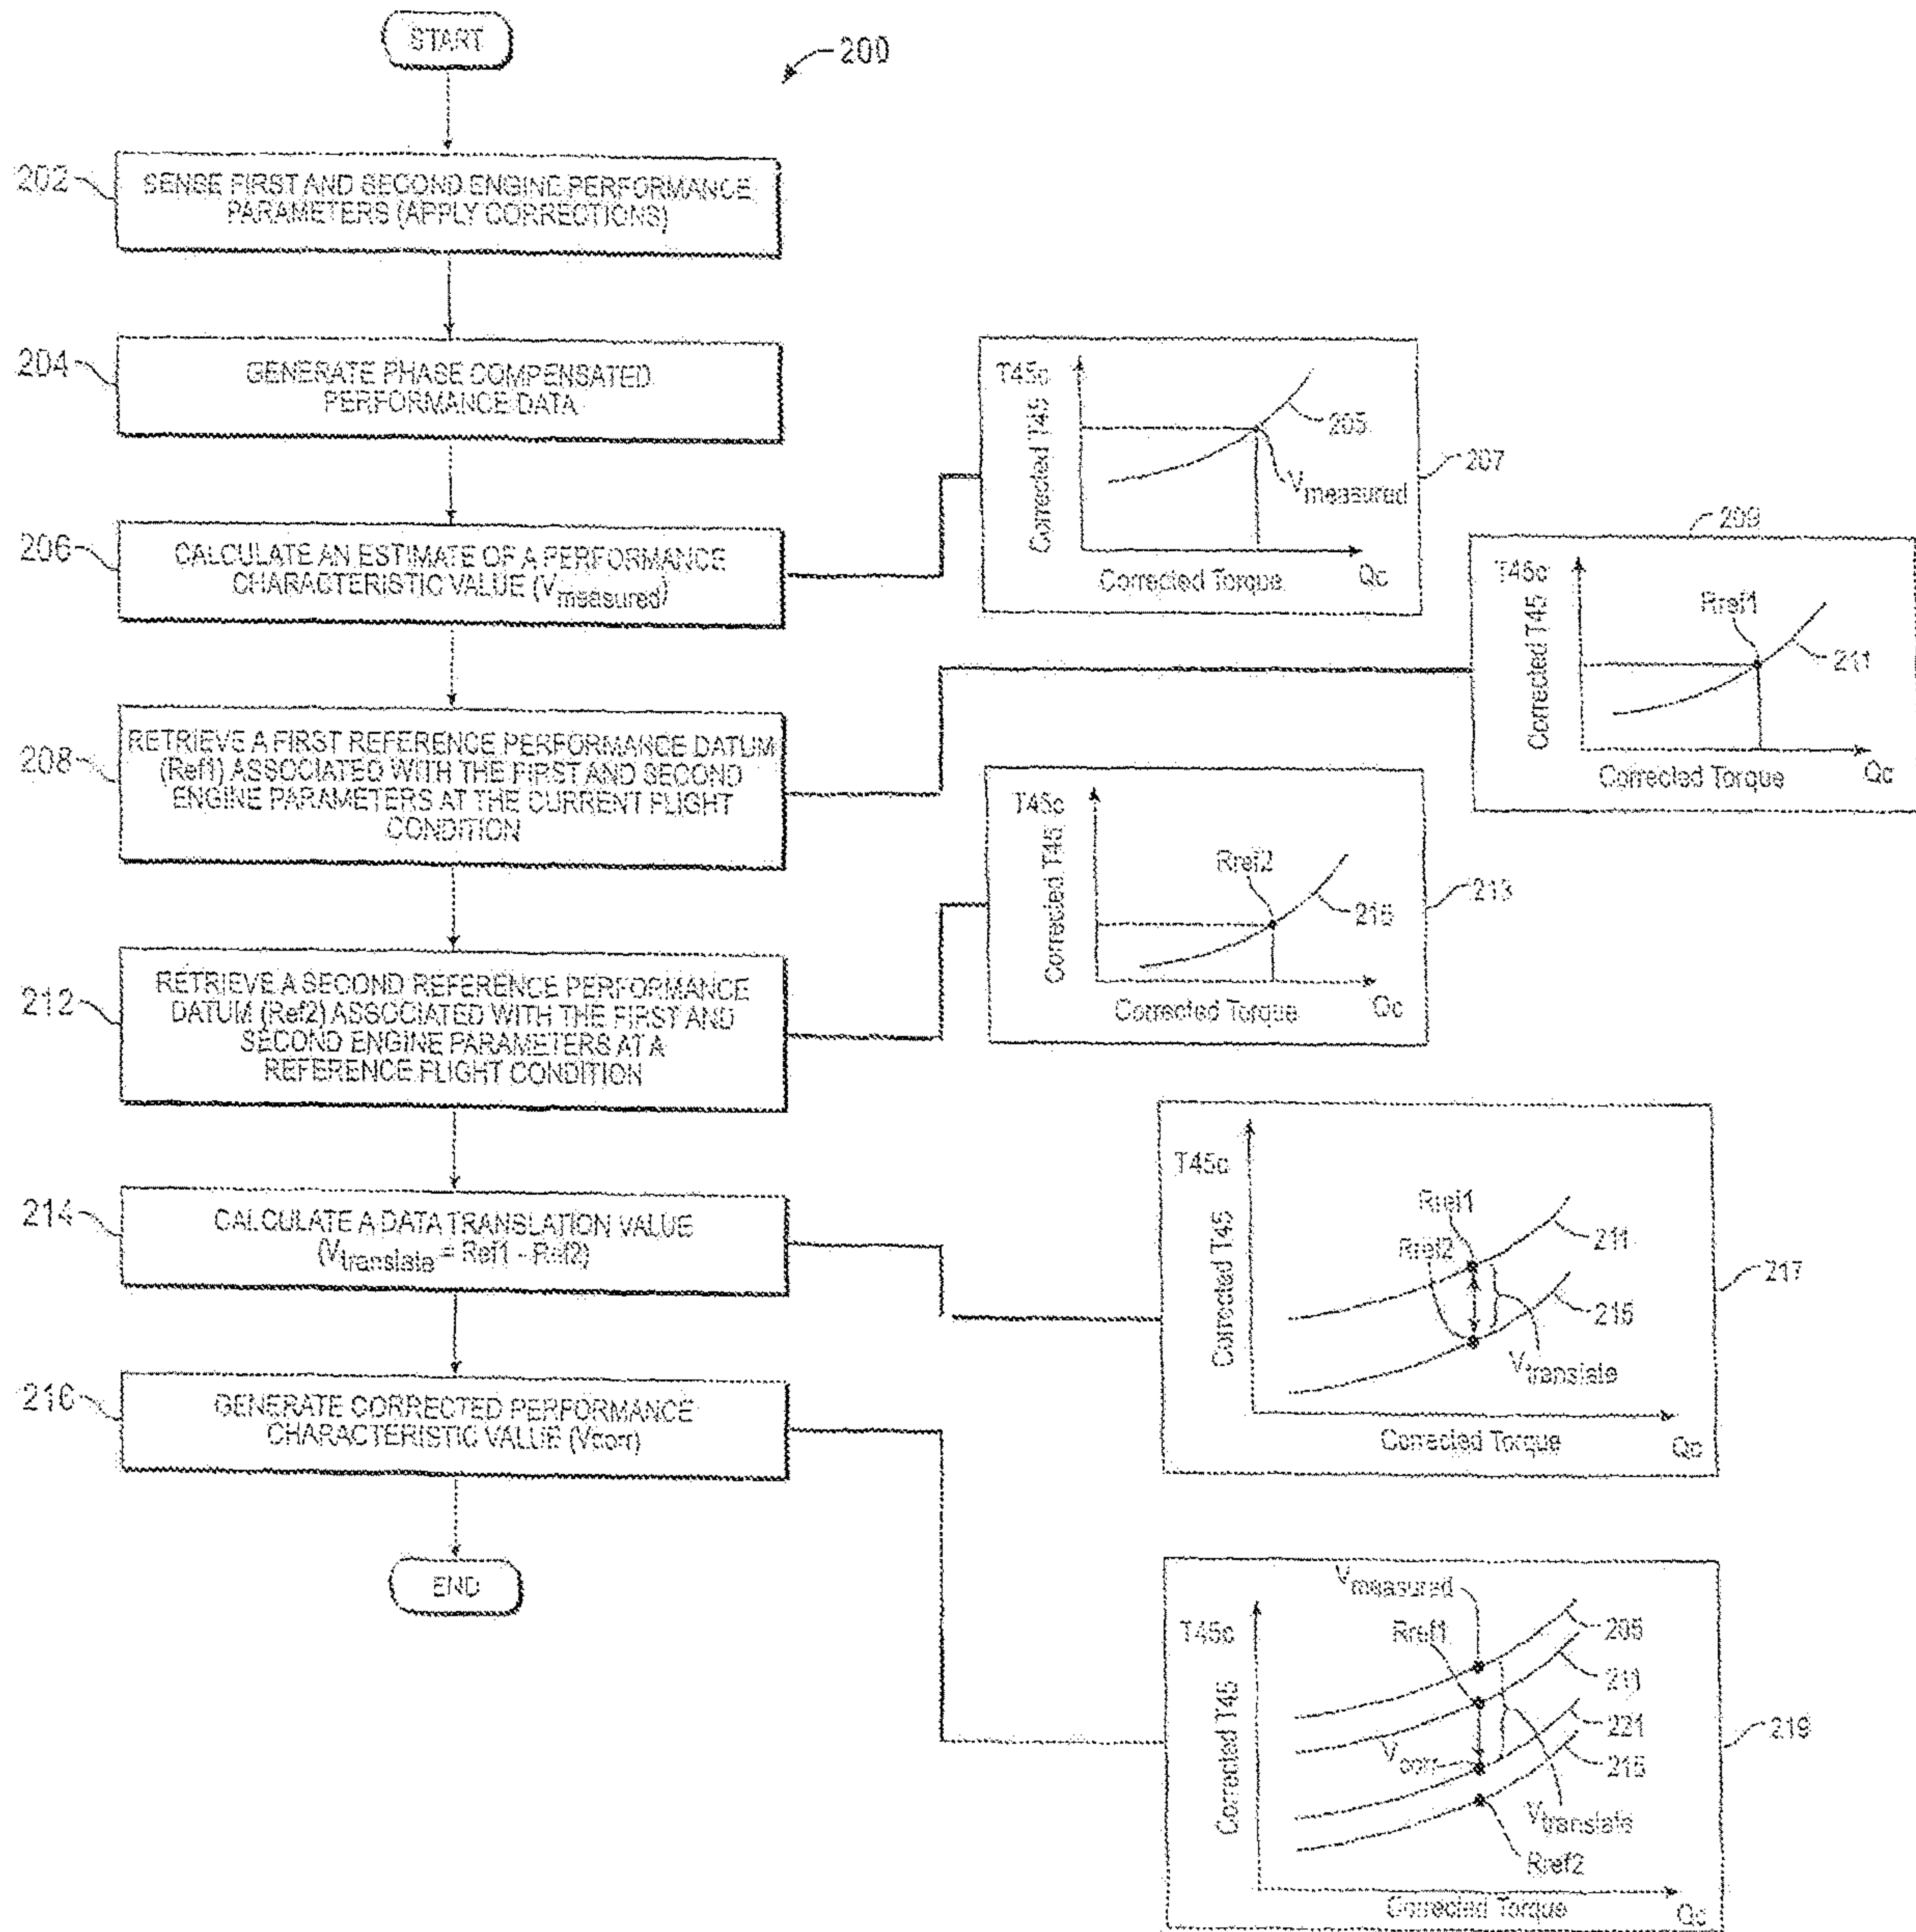 START
200
202
SENSE FIRST AND SECOND ENGINE PERFORMANCE
PARAMETERS (APPLY CORRECTIONS)
204
GENERATE PHASE COMPENSATED
PERFORMANCE DATA
206
CALCULATE AN ESTIMATE OF A PERFORMANCE
CHARACTERISTIC VALUE (Vmeasured)
T45c
Corrected T45
205
Vmeasured
Corrected Torque
Qc
207
208
RETRIEVE A FIRST REFERENCE PERFORMANCE DATUM
(Ref1) ASSOCIATED WITH THE FIRST AND SECOND
ENGINE PARAMETERS AT THE CURRENT FLIGHT
CONDITION
209
T45c
Corrected T45
Rref1
211
Corrected Torque
Qc
212
RETRIEVE A SECOND REFERENCE PERFORMANCE
DATUM (Ref2) ASSOCIATED WITH THE FIRST AND
SECOND ENGINE PARAMETERS AT A
REFERENCE FLIGHT CONDITION
T45c
Corrected T45
Rref2
215
Corrected Torque
Qc
213
214
CALCULATE A DATA TRANSLATION VALUE
(Vtranslate = Ref1 - Ref2)
T45c
Corrected T45
Rref1
Rref2
211
215
Vtranslate
Corrected Torque
Qc
217
216
GENERATE CORRECTED PERFORMANCE
CHARACTERISTIC VALUE (Vcorr)
END
Vmeasured
T45c
Corrected T45
Rref1
205
211
221
215
Vcorr
Vtranslate
Rref2
Corrected Torque
Qc
219